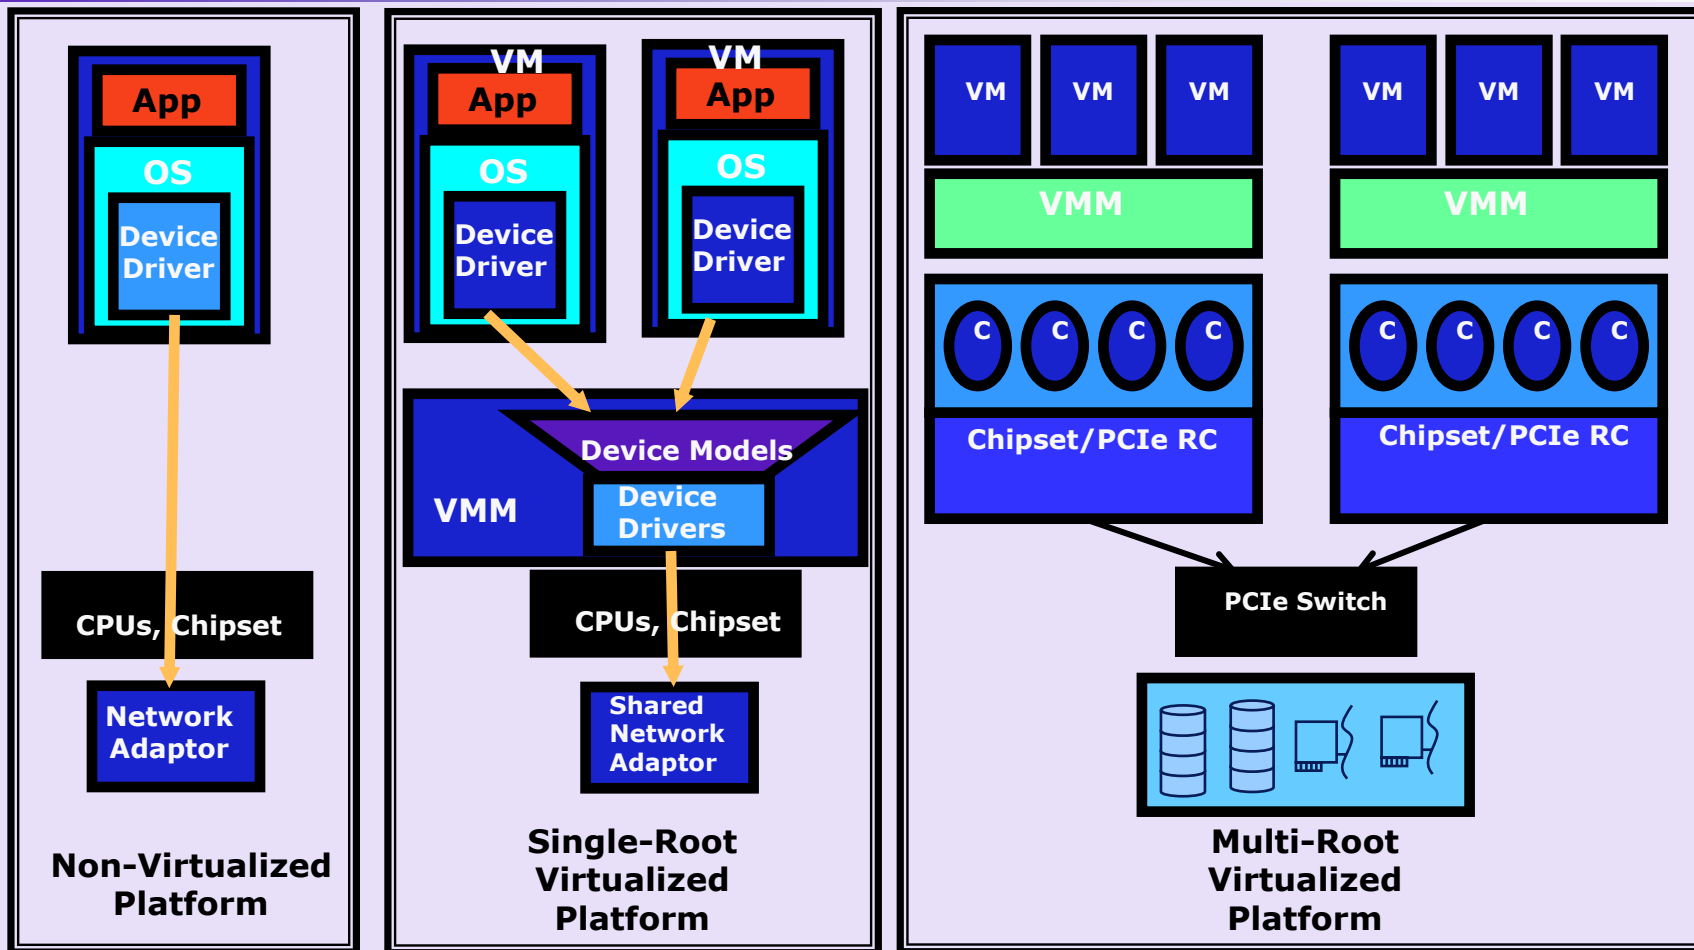 App
OS
Device
Driver
CPUs, Chipset
Network
Adaptor
Non-Virtualized
Platform
VM
App
OS
Device
Driver
VM
App
OS
Device
Driver
Device Models
VMM
Device
Drivers
CPUs, Chipset
Shared
Network
Adaptor
Single-Root
Virtualized
Platform
VM VM VM
VMM
C C C C
Chipset/PCIe RC
VM VM VM
VMM
C C C C
Chipset/PCIe RC
PCIe Switch
Multi-Root
Virtualized
Platform